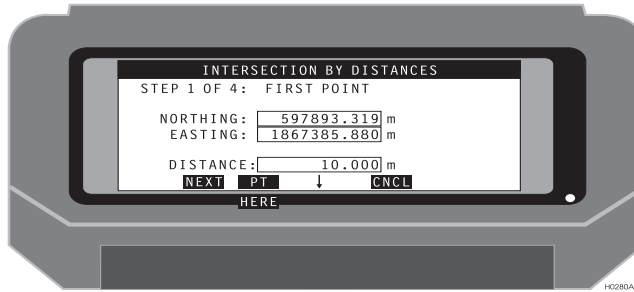 INTERSECTION BY DISTANCES
STEP 1 OF 4: FIRST POINT
NORTHING: 597893.319 m
EASTING: 1867385.880 m
DISTANCE: 10.000 m
NEXT PT ↓ CNCL
HERE
H0280A